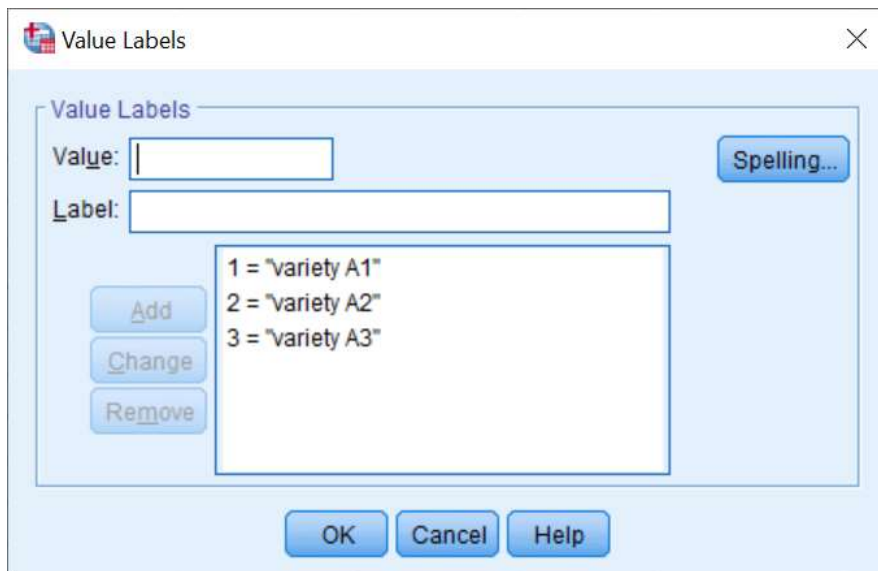 Value Labels
Value Labels
Value:
Spelling...
Label:
1 = "variety A1"
2 = "variety A2"
3 = "variety A3"
Add
Change
Remove
OK
Cancel
Help